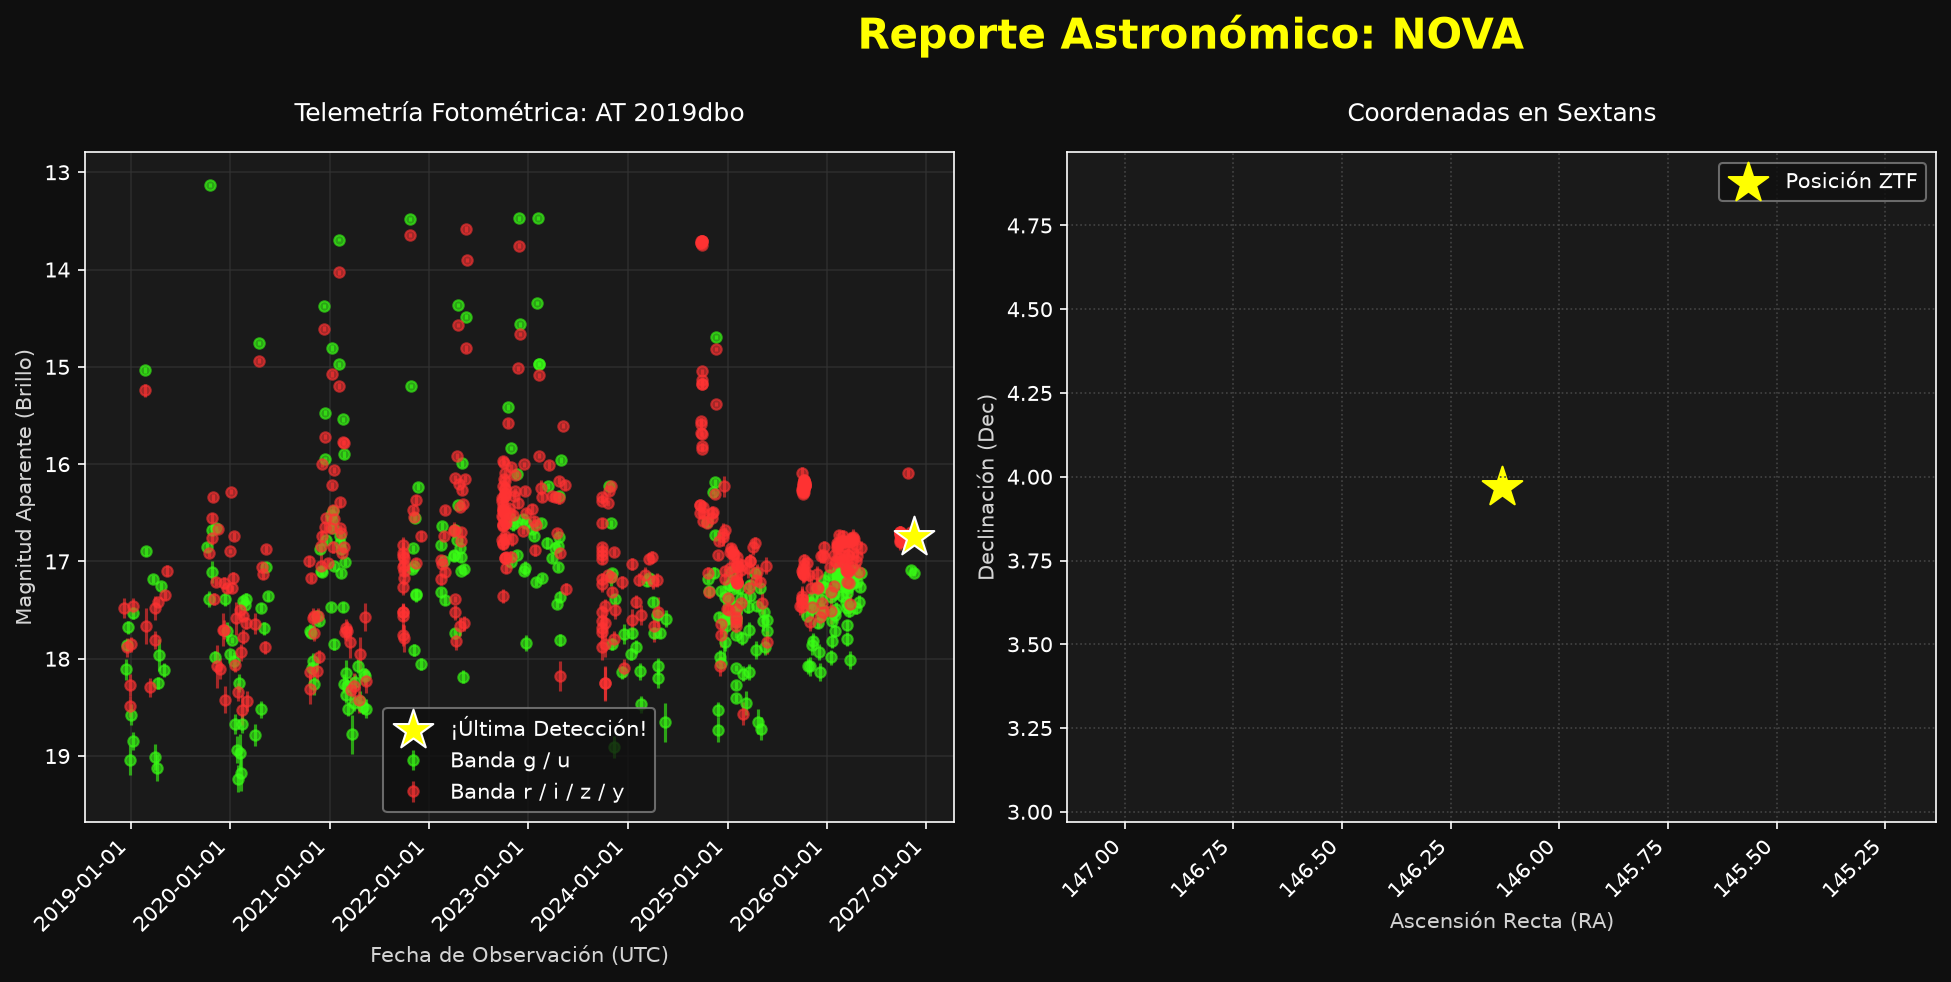 Reporte Astronómico: NOVA
Telemetría Fotométrica: AT 2019dbo
Magnitud Aparente (Brillo)
13
14
15
16
17
18
19
¡Última Detección!
Banda g / u
Banda r / i / z / y
2019-01-01
2020-01-01
2021-01-01
2022-01-01
2023-01-01
2024-01-01
2025-01-01
2026-01-01
2027-01-01
Fecha de Observación (UTC)
Coordenadas en Sextans
Posición ZTF
Declinación (Dec)
4.75
4.50
4.25
4.00
3.75
3.50
3.25
3.00
147.00
146.75
146.50
146.25
146.00
145.75
145.50
145.25
Ascensión Recta (RA)